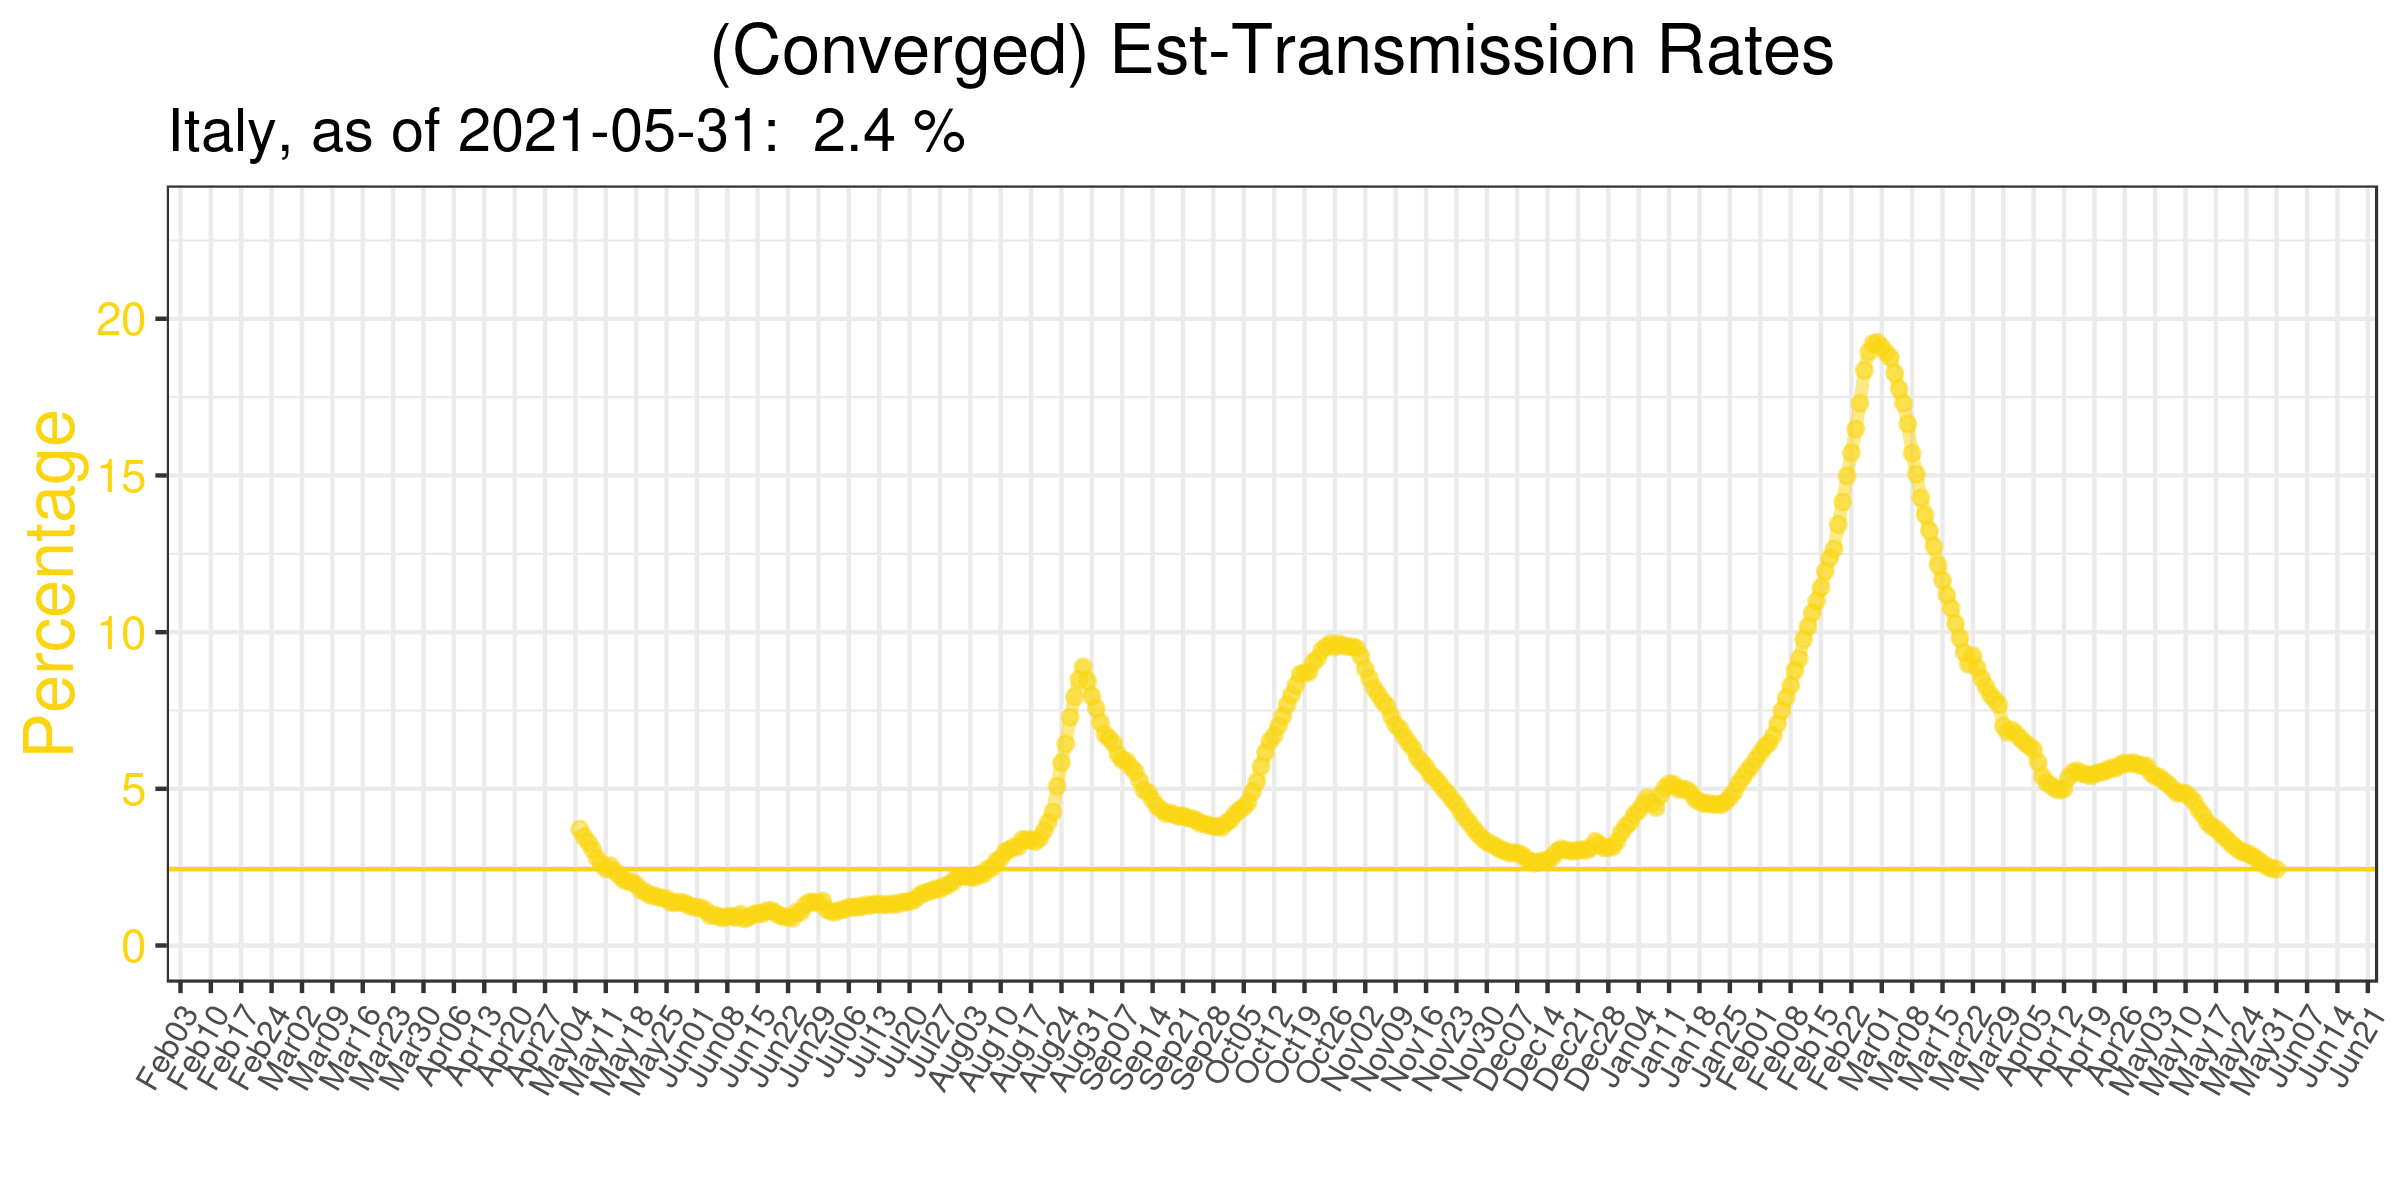 (Converged) Est-Transmission Rates
Italy, as of 2021-05-31:  2.4 %
Percentage
20
15
10
5
0
Feb03
Feb10
Feb17
Feb24
Mar02
Mar09
Mar16
Mar23
Mar30
Apr06
Apr13
Apr20
Apr27
May04
May11
May18
May25
Jun01
Jun08
Jun15
Jun22
Jun29
Jul06
Jul13
Jul20
Jul27
Aug03
Aug10
Aug17
Aug24
Aug31
Sep07
Sep14
Sep21
Sep28
Oct05
Oct12
Oct19
Oct26
Nov02
Nov09
Nov16
Nov23
Nov30
Dec07
Dec14
Dec21
Dec28
Jan04
Jan11
Jan18
Jan25
Feb01
Feb08
Feb15
Feb22
Mar01
Mar08
Mar15
Mar22
Mar29
Apr05
Apr12
Apr19
Apr26
May03
May10
May17
May24
May31
Jun07
Jun14
Jun21